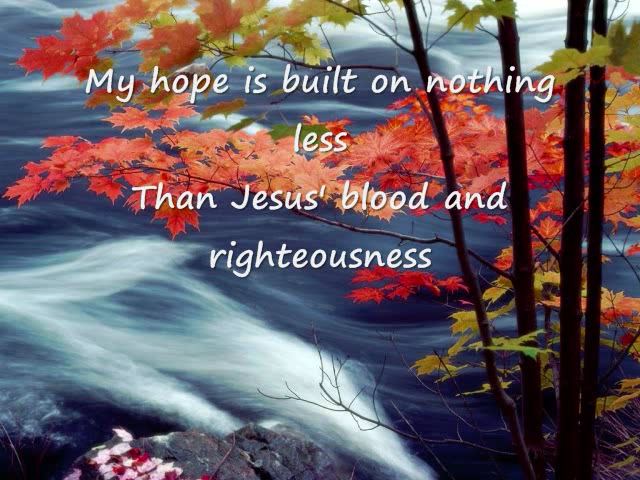 My hope is built on nothing
less
Than Jesus' blood and
righteousness